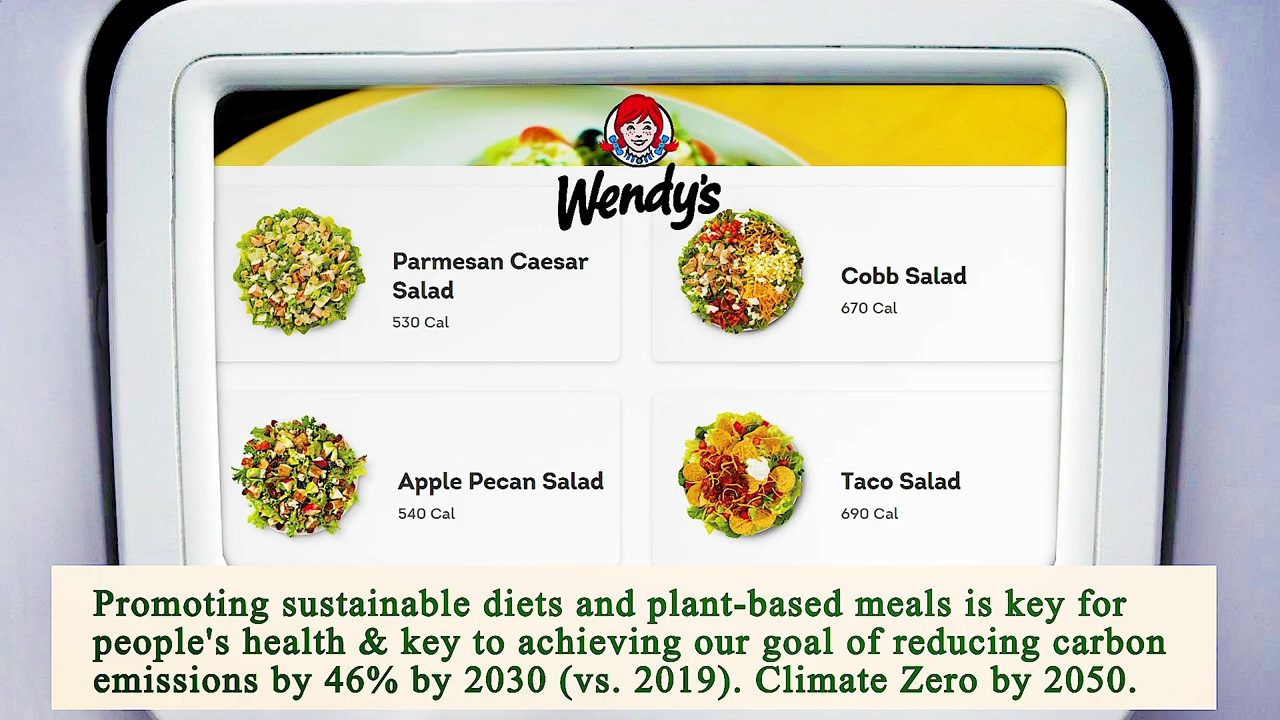 Wendy's
Parmesan Caesar
Salad
530 Cal
Cobb Salad
670 Cal
Apple Pecan Salad
540 Cal
Taco Salad
690 Cal
Promoting sustainable diets and plant-based meals is key for
people's health & key to achieving our goal of reducing carbon
emissions by 46% by 2030 (vs. 2019). Climate Zero by 2050.